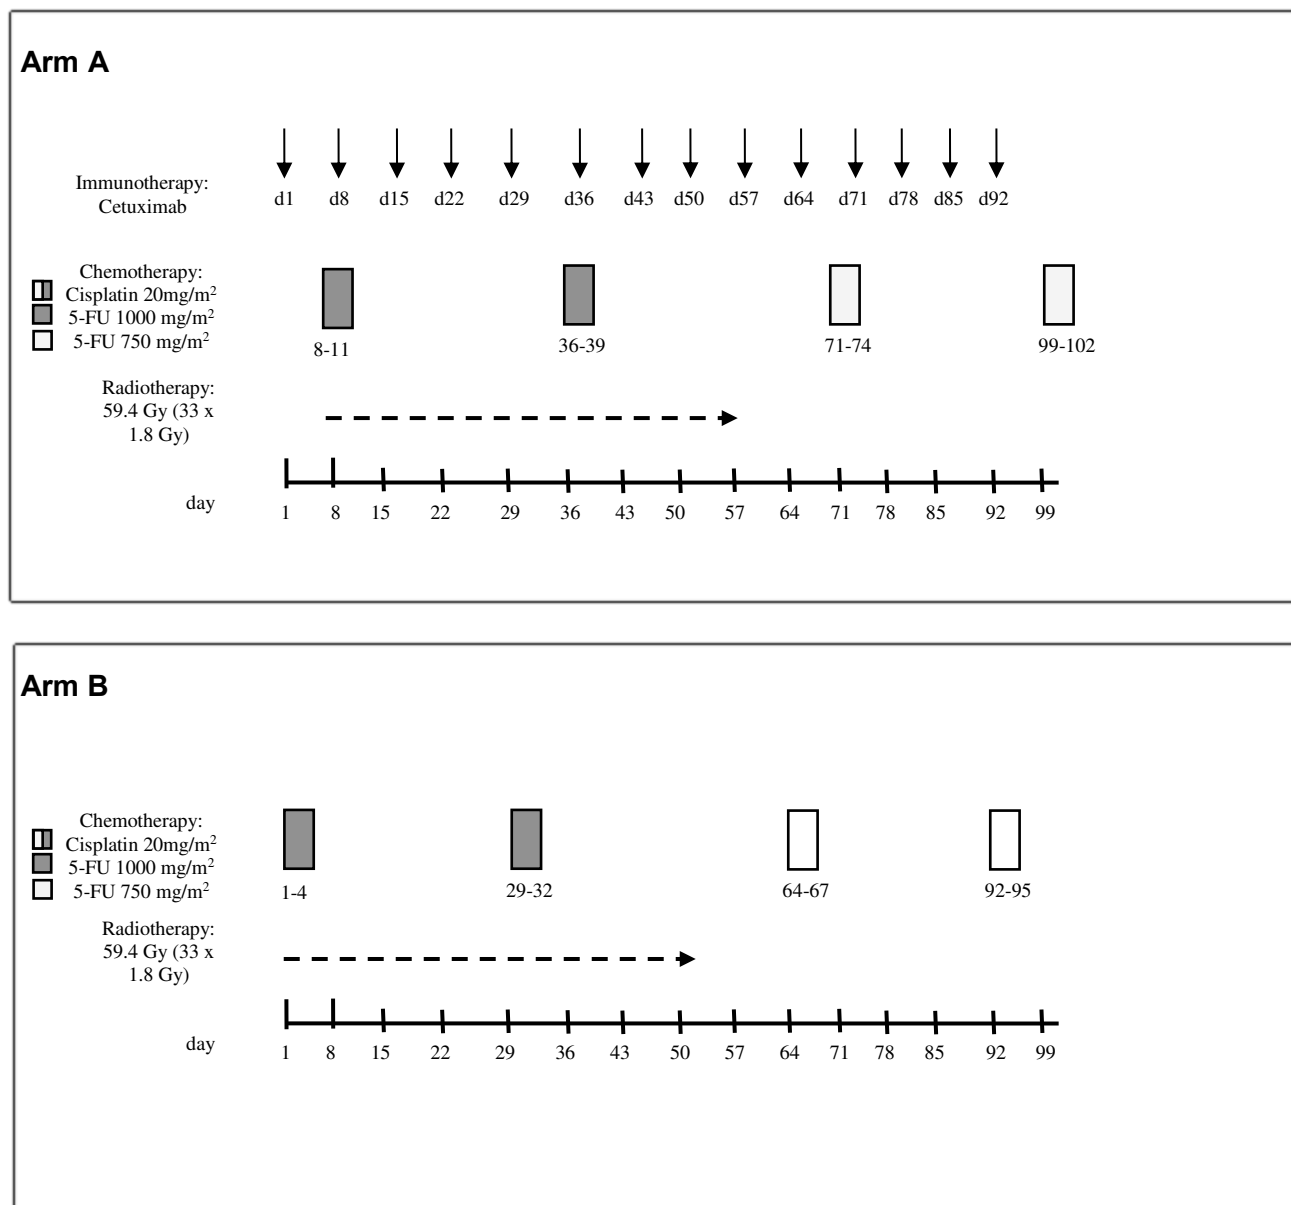 Arm A
Immunotherapy:
Cetuximab
d1 d8 d15 d22 d29 d36 d43 d50 d57 d64 d71 d78 d85 d92
Chemotherapy:
Cisplatin 20mg/m²
5-FU 1000 mg/m²
5-FU 750 mg/m²
8-11 36-39 71-74 99-102
Radiotherapy:
59.4 Gy (33 x
1.8 Gy)
day
1 8 15 22 29 36 43 50 57 64 71 78 85 92 99
Arm B
Chemotherapy:
Cisplatin 20mg/m²
5-FU 1000 mg/m²
5-FU 750 mg/m²
1-4 29-32 64-67 92-95
Radiotherapy:
59.4 Gy (33 x
1.8 Gy)
day
1 8 15 22 29 36 43 50 57 64 71 78 85 92 99